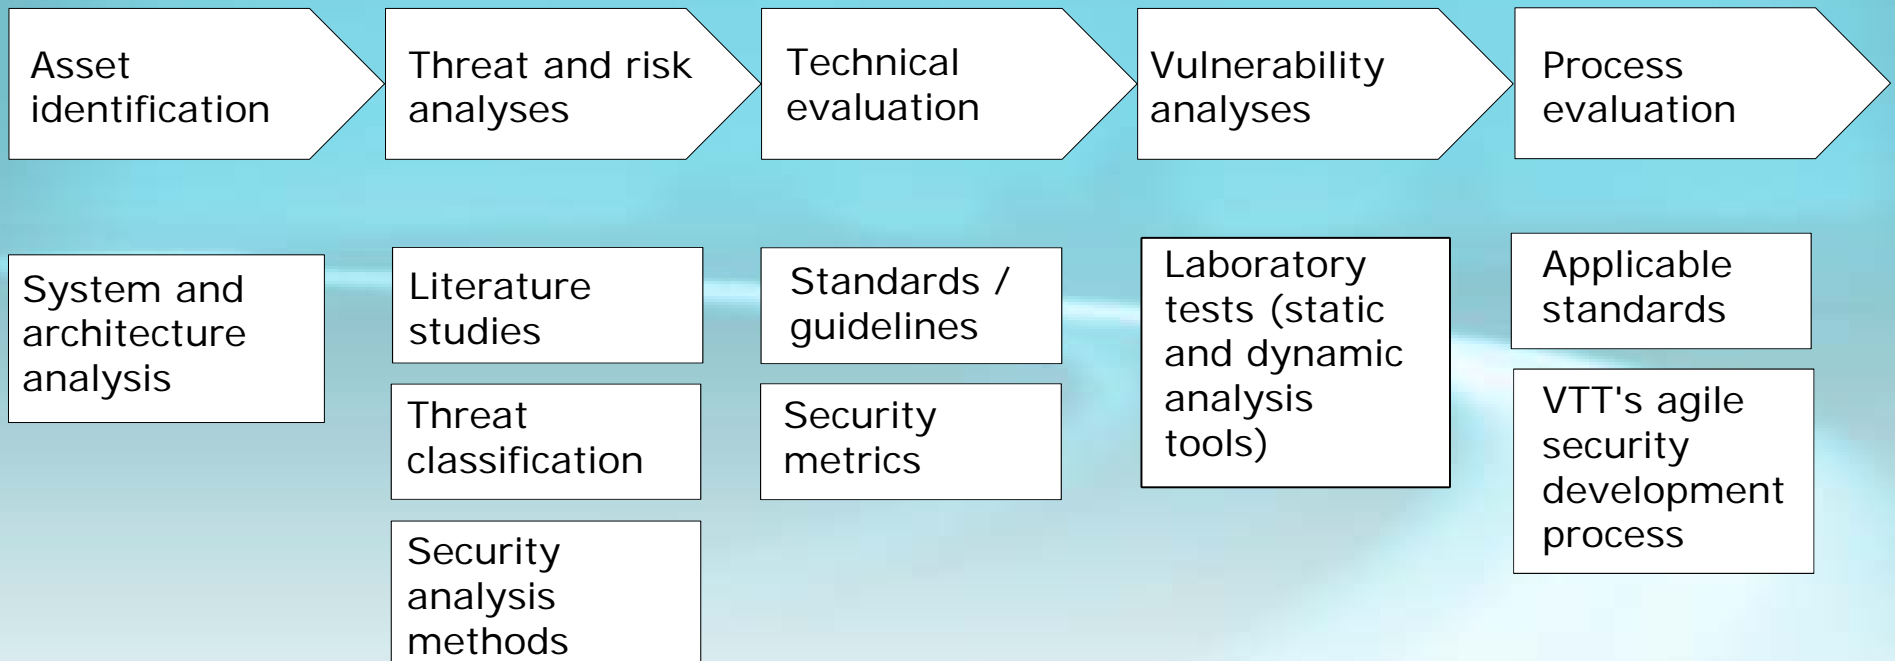 Asset
identification
Threat and risk
analyses
Technical
evaluation
Vulnerability
analyses
Process
evaluation
System and
architecture
analysis
Literature
studies
Threat
classification
Security
analysis
methods
Standards /
guidelines
Security
metrics
Laboratory
tests (static
and dynamic
analysis
tools)
Applicable
standards
VTT's agile
security
development
process